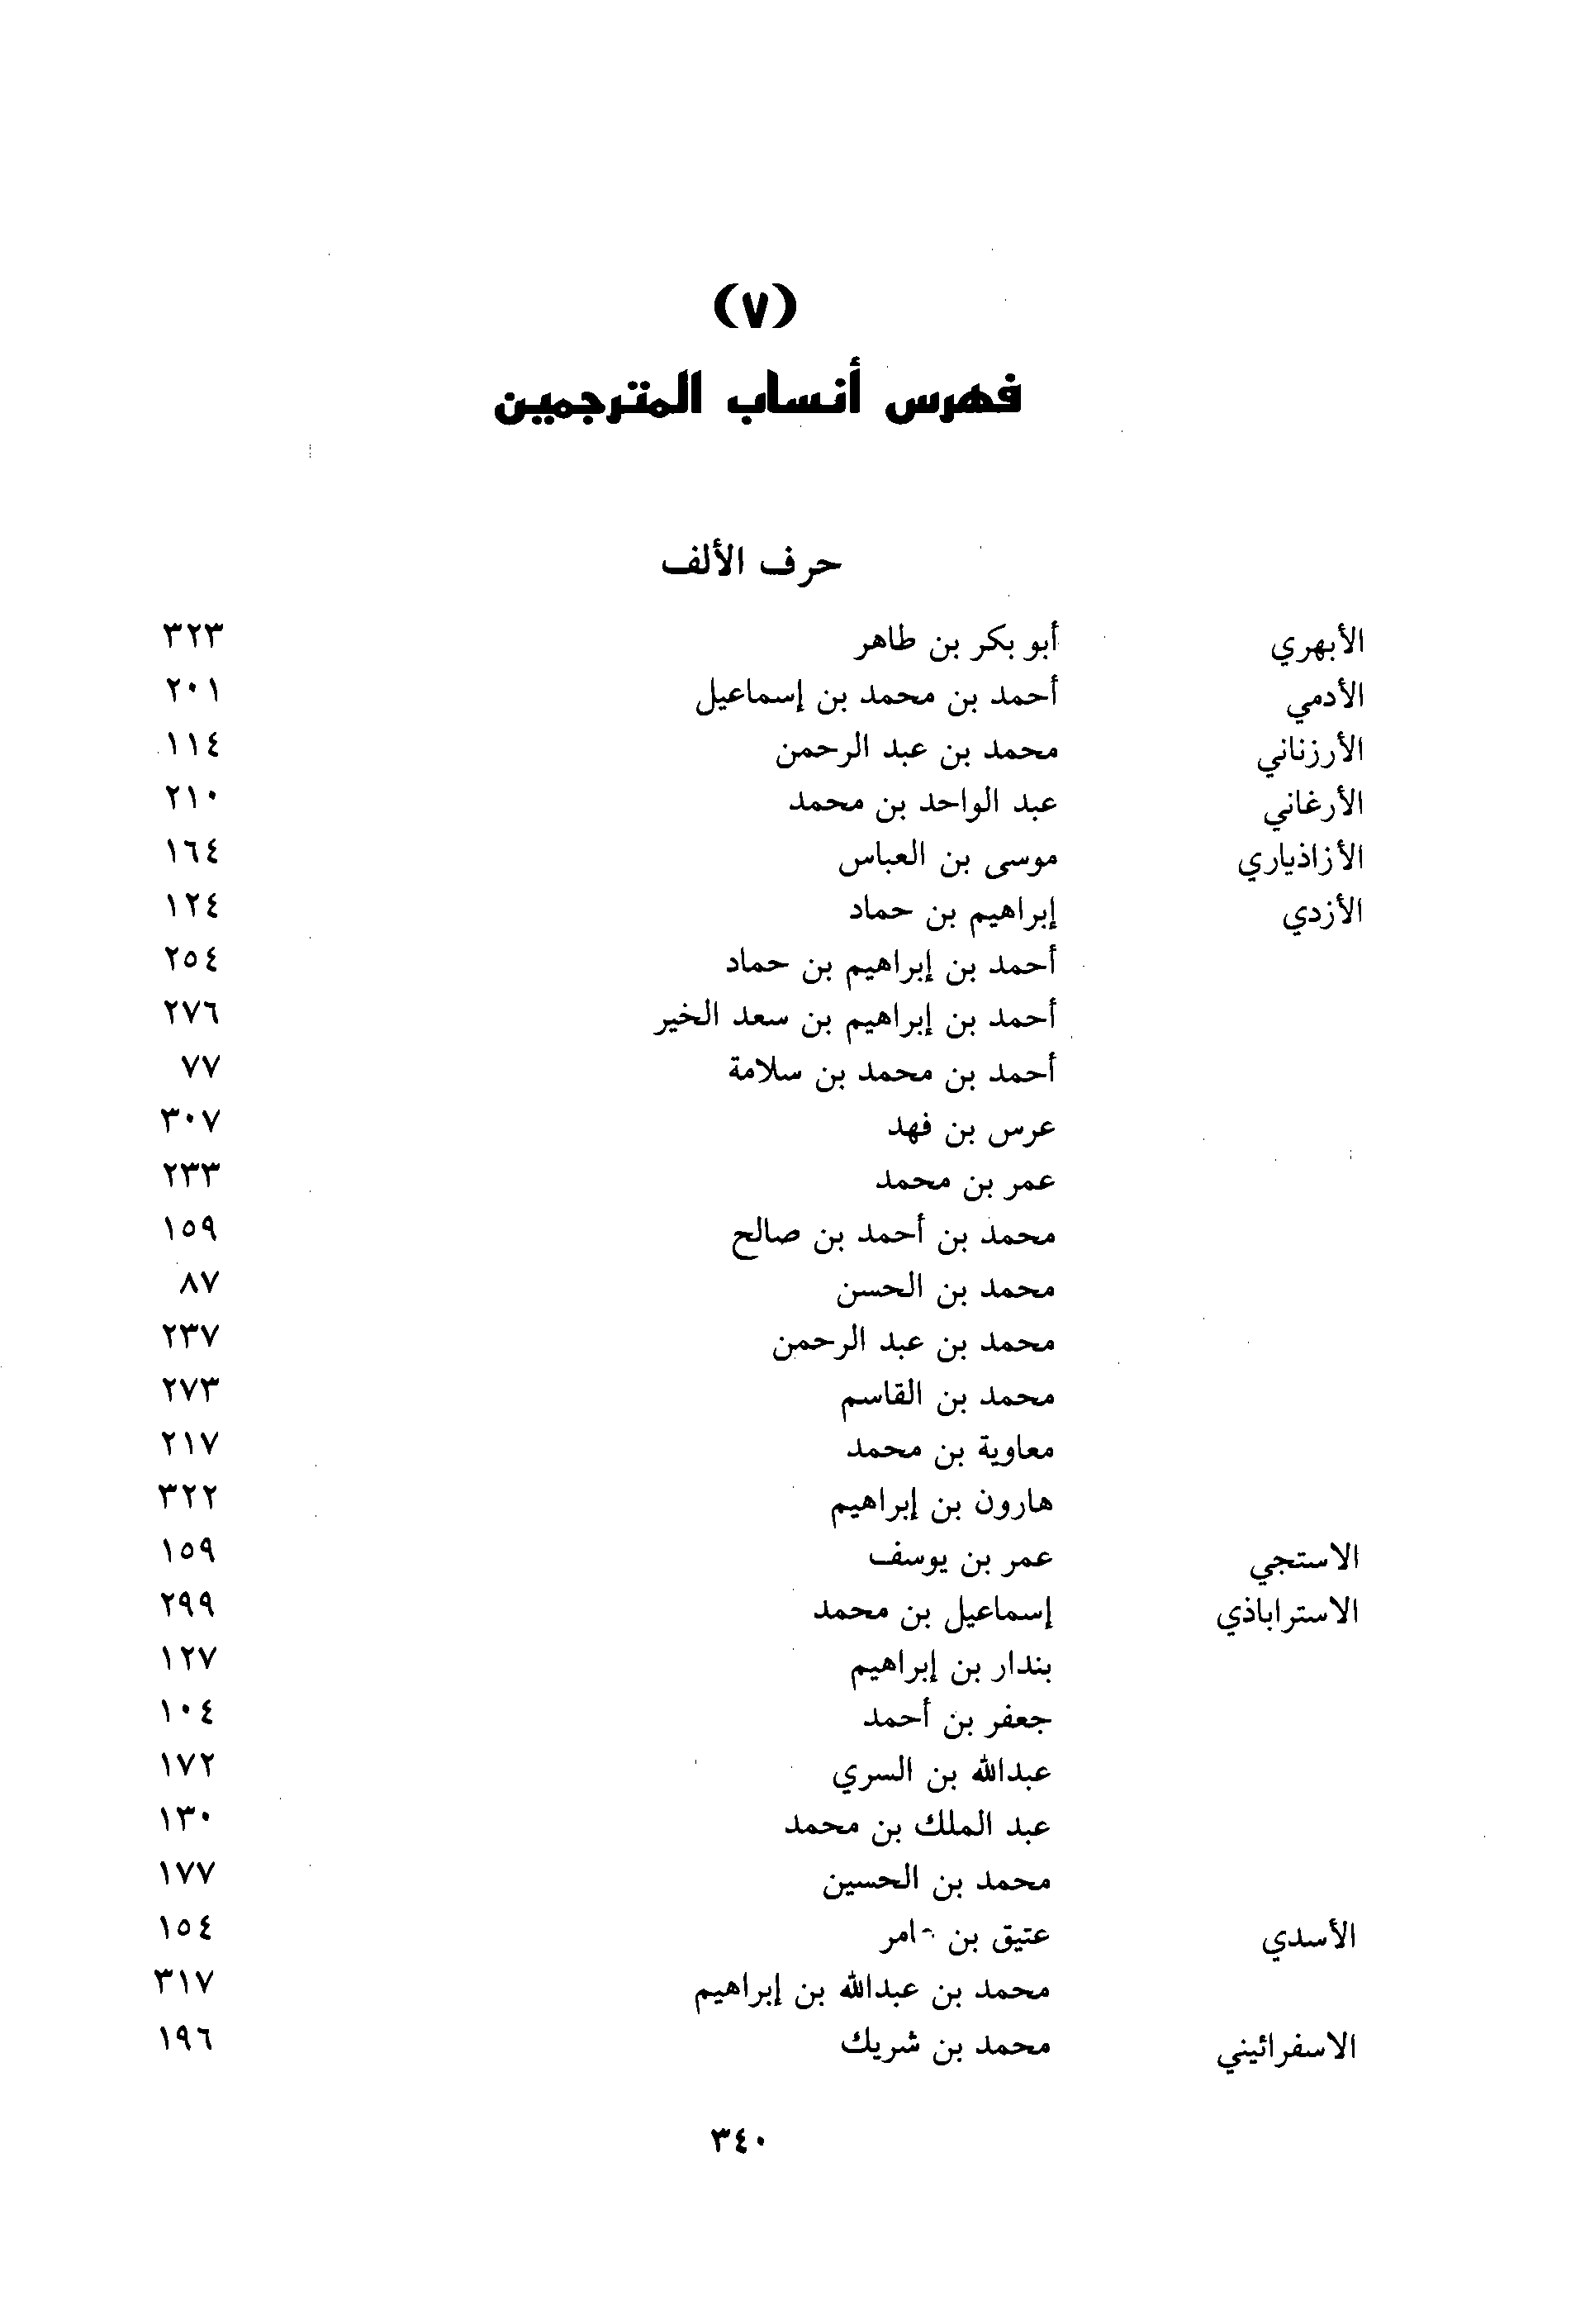 (٧)
فهرس أنساب المترجمين
حرف الألف
الأبهري أبو بكر بن طاهر ٣٢٣
الأدمي أحمد بن محمد بن إسماعيل ٢٠١
الأرزناني محمد بن عبد الرحمن ١١٤
الأرغاني عبد الواحد بن محمد ٢١٠
الأزاذياري موسى بن العباس ١٦٤
الأزدي إبراهيم بن حماد ١٢٤
أحمد بن إبراهيم بن حماد ٢٥٤
أحمد بن إبراهيم بن سعد الخير ٢٧٦
أحمد بن محمد بن سلامة ٧٧
عرس بن فهد ٣٠٧
عمر بن محمد ٢٣٣
محمد بن أحمد بن صالح ١٥٩
محمد بن الحسن ٨٧
محمد بن عبد الرحمن ٢٣٧
محمد بن القاسم ٢٧٣
معاوية بن محمد ٢١٧
هارون بن إبراهيم ٣٢٢
الاستجي عمر بن يوسف ١٥٩
الاستراباذي إسماعيل بن محمد ٢٩٩
بندار بن إبراهيم ١٢٧
جعفر بن أحمد ١٠٤
عبدالله بن السري ١٧٢
عبد الملك بن محمد ١٣٠
محمد بن الحسين ١٧٧
الأسدي عتيق بن ١٥٤
محمد بن عبدالله بن إبراهيم ٣١٧
الاسفرائيني محمد بن شريك ١٩٦
٣٤٠